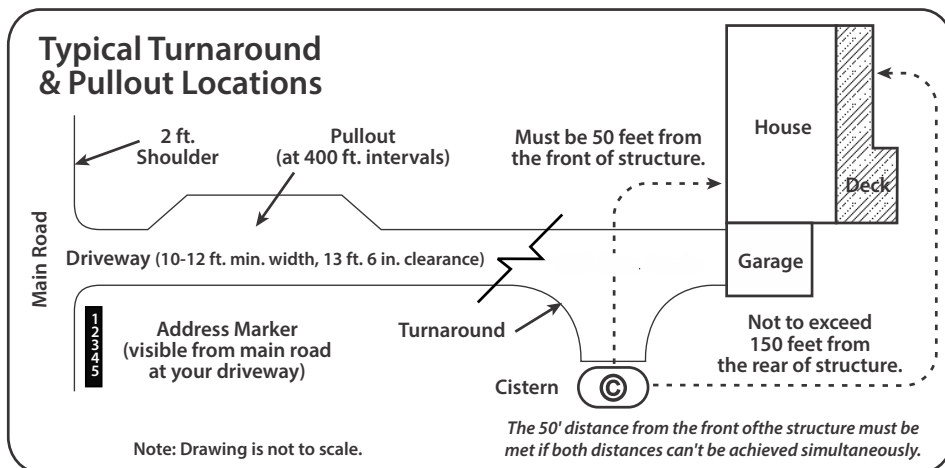 Typical Turnaround
& Pullout Locations
2 ft.
Shoulder
Pullout
(at 400 ft. intervals)
Must be 50 feet from
the front of structure.
House
Deck
Main Road
Driveway (10-12 ft. min. width, 13 ft. 6 in. clearance)
Garage
1
2
3
4
5
Address Marker
(visible from main road
at your driveway)
Turnaround
Not to exceed
150 feet from
the rear of structure.
Cistern
C
The 50' distance from the front ofthe structure must be
met if both distances can't be achieved simultaneously.
Note: Drawing is not to scale.